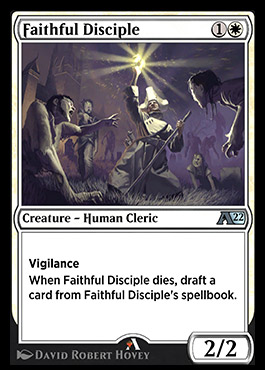 Faithful Disciple 1
Creature – Human Cleric A22
Vigilance
When Faithful Disciple dies, draft a
card from Faithful Disciple's spellbook.
David Robert Hovey 2/2